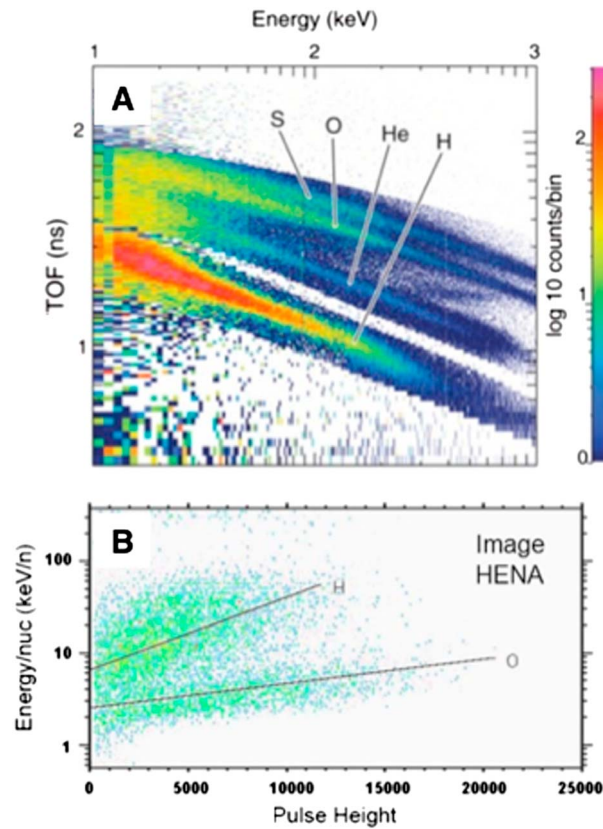 Energy (keV)
1 2 3
A
S O He H
2
1
TOF (ns)
2
1
0
log 10 counts/bin
B
Image
HENA
H
O
100
10
1
Energy/nuc (keV/n)
0 5000 10000 15000 20000 25000
Pulse Height